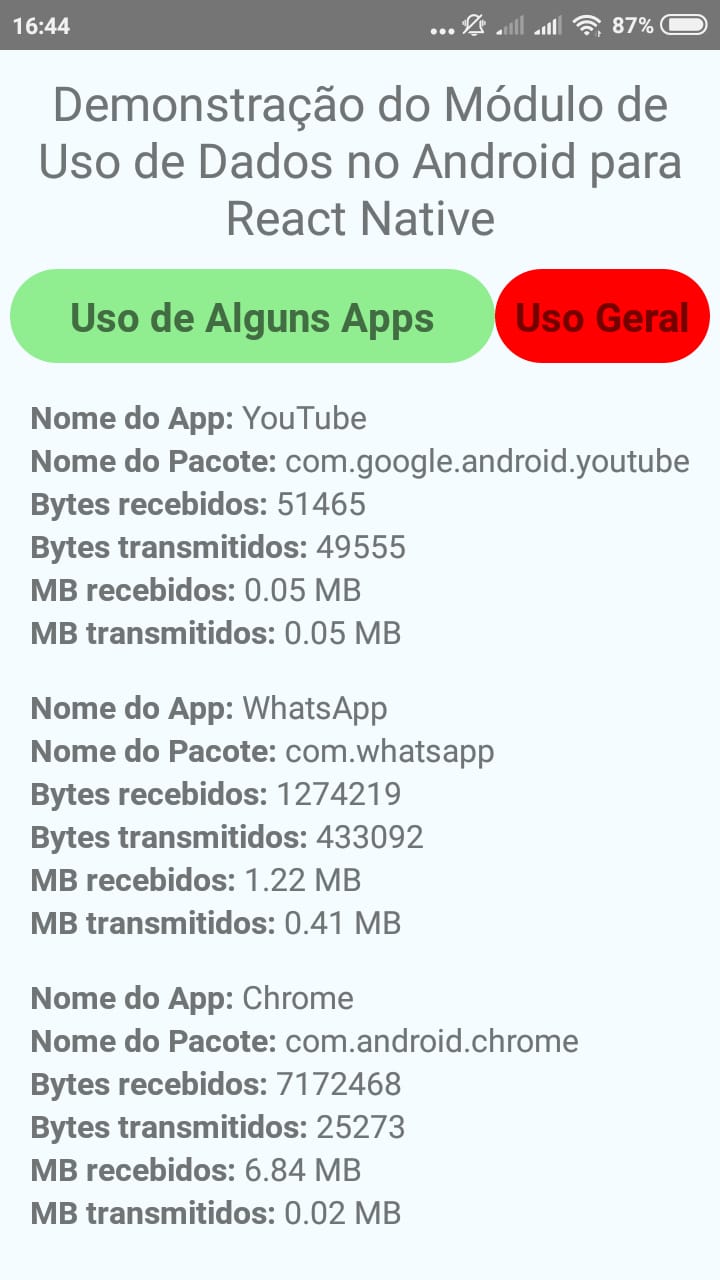 16:44
87%
Demonstração do Módulo de
Uso de Dados no Android para
React Native
Uso de Alguns Apps
Uso Geral
Nome do App: YouTube
Nome do Pacote: com.google.android.youtube
Bytes recebidos: 51465
Bytes transmitidos: 49555
MB recebidos: 0.05 MB
MB transmitidos: 0.05 MB
Nome do App: WhatsApp
Nome do Pacote: com.whatsapp
Bytes recebidos: 1274219
Bytes transmitidos: 433092
MB recebidos: 1.22 MB
MB transmitidos: 0.41 MB
Nome do App: Chrome
Nome do Pacote: com.android.chrome
Bytes recebidos: 7172468
Bytes transmitidos: 25273
MB recebidos: 6.84 MB
MB transmitidos: 0.02 MB